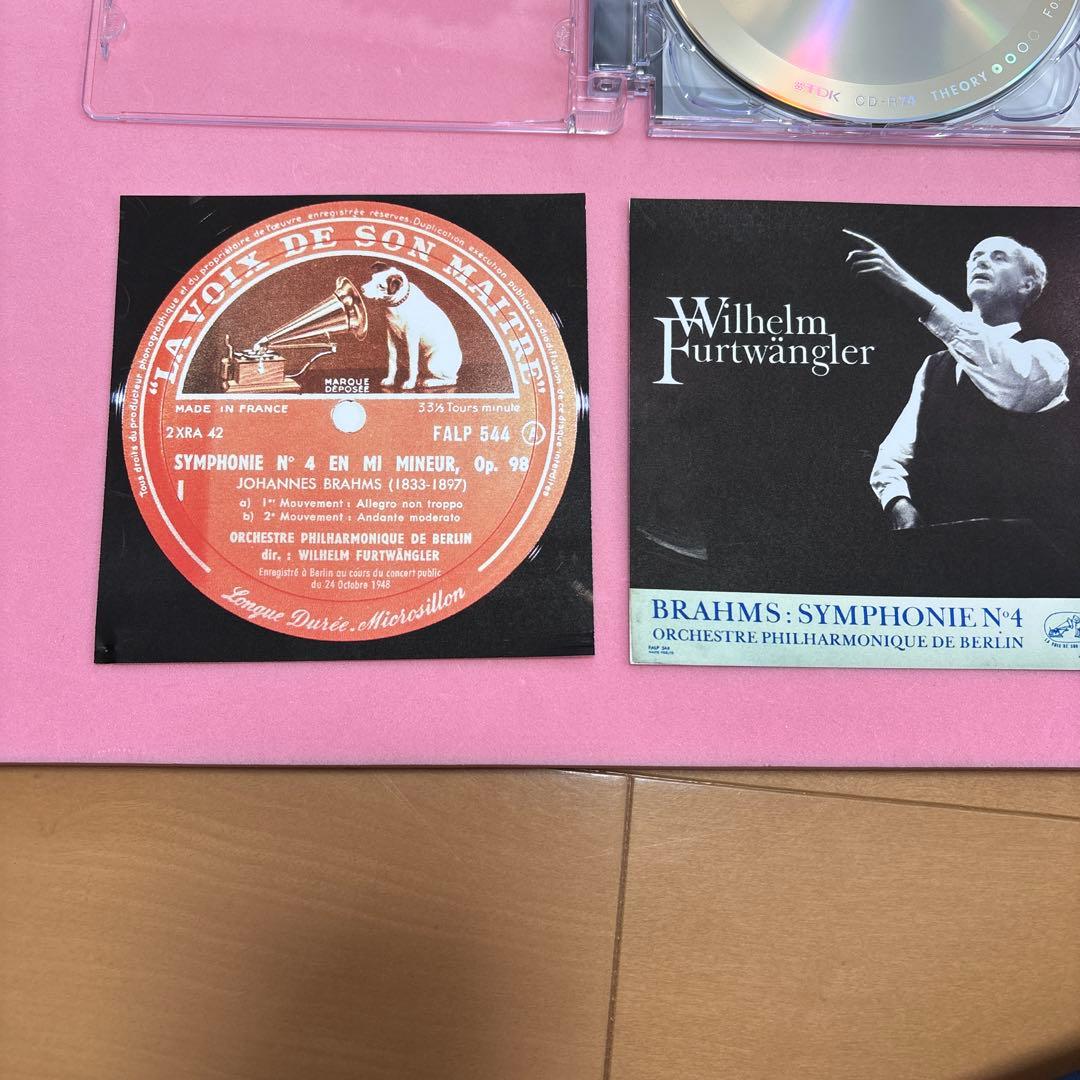 TDK CD-R74 THEORY Fo
Tous droits du producteur phonographique et du propriétaire de l'œuvre enregistrée réservés. Duplication, exécution publique, radiodiffusion de ce disque interdites
"LA VOIX DE SON MAITRE"
MARQUE
DÉPOSÉE
MADE IN FRANCE 33⅓ Tours minute
2XRA 42 FALP 544 A
SYMPHONIE N° 4 EN MI MINEUR, Op. 98
I JOHANNES BRAHMS (1833-1897)
a) 1er Mouvement : Allegro non troppo
b) 2e Mouvement : Andante moderato
ORCHESTRE PHILHARMONIQUE DE BERLIN
dir. : WILHELM FURTWÄNGLER
Enregistré à Berlin au cours du concert public
du 24 Octobre 1948
Longue Durée. Microsillon
Wilhelm
Furtwängler
BRAHMS : SYMPHONIE N°4
ORCHESTRE PHILHARMONIQUE DE BERLIN
FALP 544